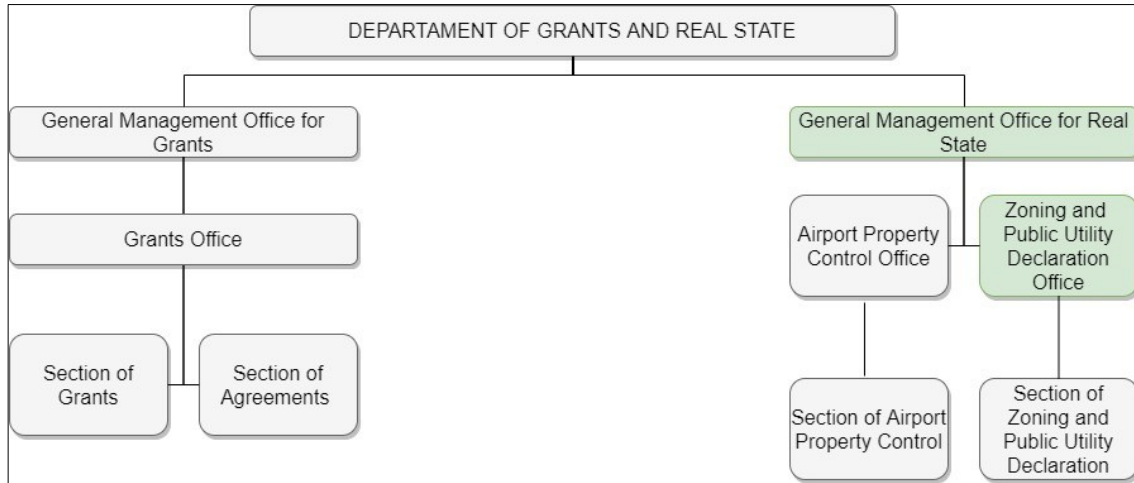 DEPARTAMENT OF GRANTS AND REAL STATE
General Management Office for
Grants
General Management Office for Real
State
Grants Office
Airport Property
Control Office
Zoning and
Public Utility
Declaration
Office
Section of
Grants
Section of
Agreements
Section of Airport
Property Control
Section of
Zoning and
Public Utility
Declaration